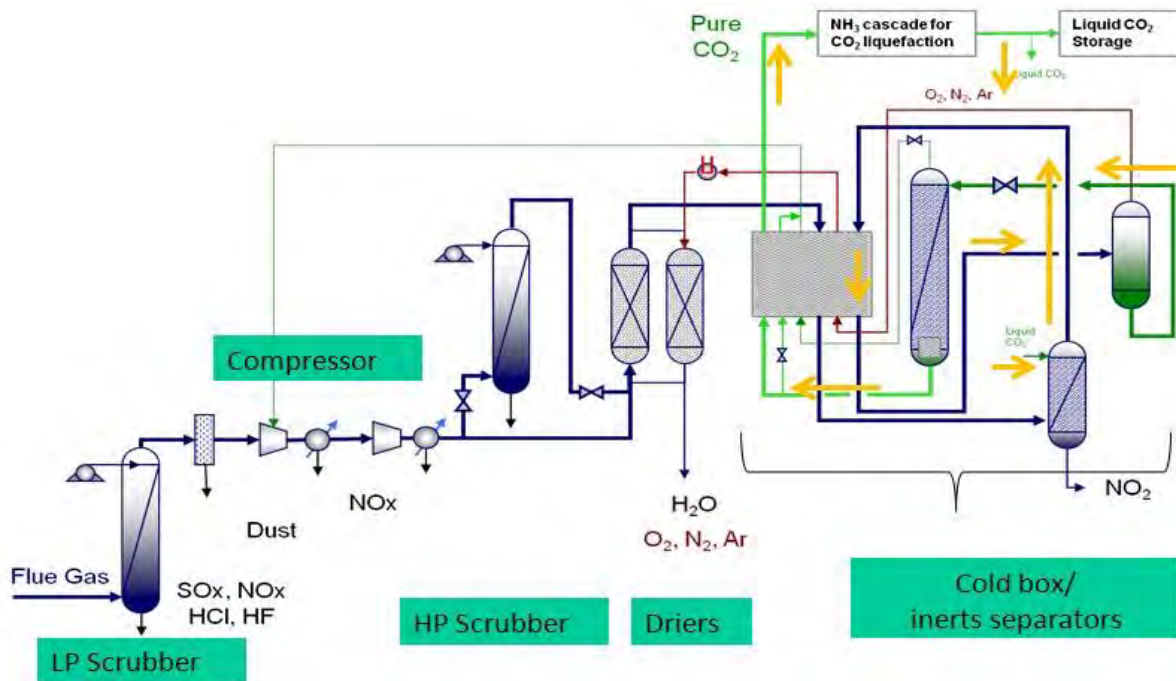 Pure
CO₂
NH₃ cascade for
CO₂ liquefaction
Liquid CO₂
Storage
Liquid CO₂
O₂, N₂, Ar
H
Compressor
Liquid
CO₂
NOx
Dust
H₂O
O₂, N₂, Ar
NO₂
Flue Gas
SOx, NOx
HCl, HF
LP Scrubber
HP Scrubber
Driers
Cold box/
inerts separators